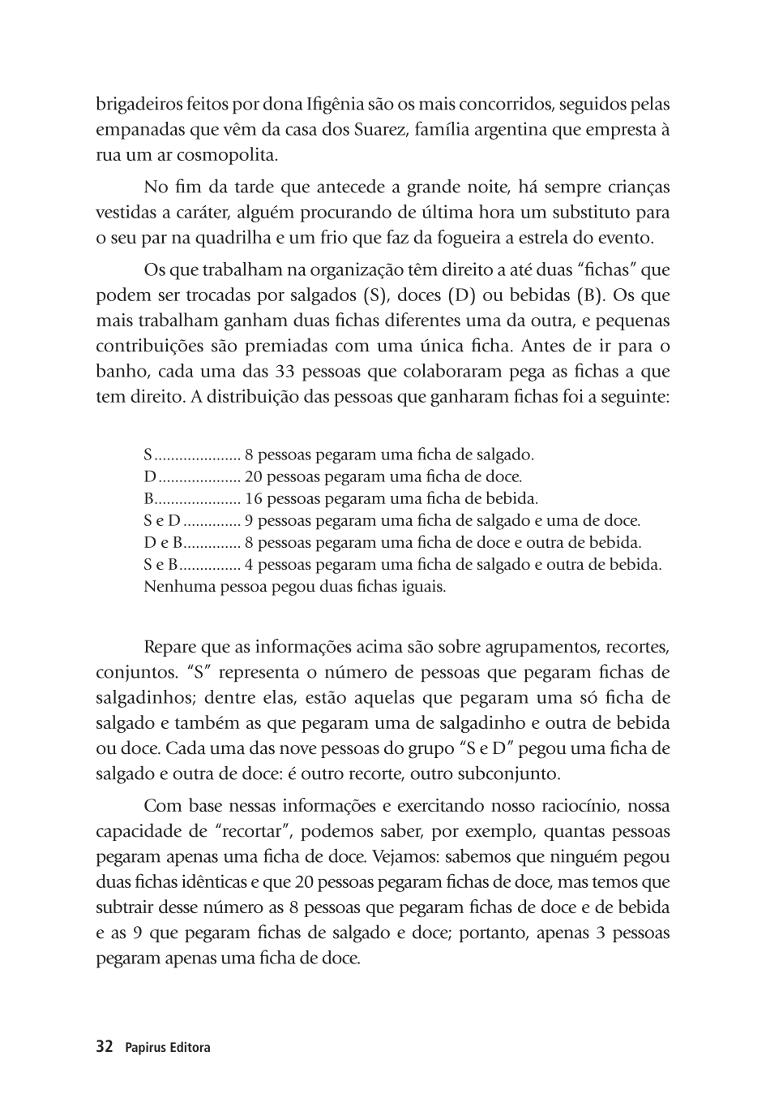 brigadeiros feitos por dona Ifigênia são os mais concorridos, seguidos pelas
empanadas que vêm da casa dos Suarez, família argentina que empresta à
rua um ar cosmopolita.
No fim da tarde que antecede a grande noite, há sempre crianças
vestidas a caráter, alguém procurando de última hora um substituto para
o seu par na quadrilha e um frio que faz da fogueira a estrela do evento.
Os que trabalham na organização têm direito a até duas “fichas” que
podem ser trocadas por salgados (S), doces (D) ou bebidas (B). Os que
mais trabalham ganham duas fichas diferentes uma da outra, e pequenas
contribuições são premiadas com uma única ficha. Antes de ir para o
banho, cada uma das 33 pessoas que colaboraram pega as fichas a que
tem direito. A distribuição das pessoas que ganharam fichas foi a seguinte:
S..................... 8 pessoas pegaram uma ficha de salgado.
D.................... 20 pessoas pegaram uma ficha de doce.
B..................... 16 pessoas pegaram uma ficha de bebida.
S e D.............. 9 pessoas pegaram uma ficha de salgado e uma de doce.
D e B.............. 8 pessoas pegaram uma ficha de doce e outra de bebida.
S e B............... 4 pessoas pegaram uma ficha de salgado e outra de bebida.
Nenhuma pessoa pegou duas fichas iguais.
Repare que as informações acima são sobre agrupamentos, recortes,
conjuntos. “S” representa o número de pessoas que pegaram fichas de
salgadinhos; dentre elas, estão aquelas que pegaram uma só ficha de
salgado e também as que pegaram uma de salgadinho e outra de bebida
ou doce. Cada uma das nove pessoas do grupo “S e D” pegou uma ficha de
salgado e outra de doce: é outro recorte, outro subconjunto.
Com base nessas informações e exercitando nosso raciocínio, nossa
capacidade de “recortar”, podemos saber, por exemplo, quantas pessoas
pegaram apenas uma ficha de doce. Vejamos: sabemos que ninguém pegou
duas fichas idênticas e que 20 pessoas pegaram fichas de doce, mas temos que
subtrair desse número as 8 pessoas que pegaram fichas de doce e de bebida
e as 9 que pegaram fichas de salgado e doce; portanto, apenas 3 pessoas
pegaram apenas uma ficha de doce.
32 Papirus Editora